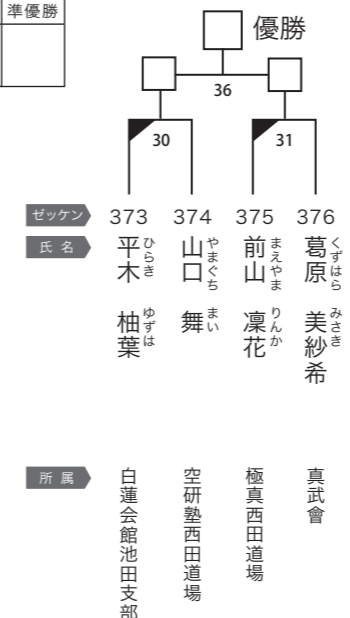 準優勝
優勝
36
30
31
ゼッケン
373
374
375
376
氏名
平木 柚葉
ひらき ゆずは
山口 舞
やまぐち まい
前山 凜花
まえやま りんか
葛原 美紗希
くずはら みさき
所属
白蓮会館池田支部
空研塾西田道場
極真西田道場
真武會